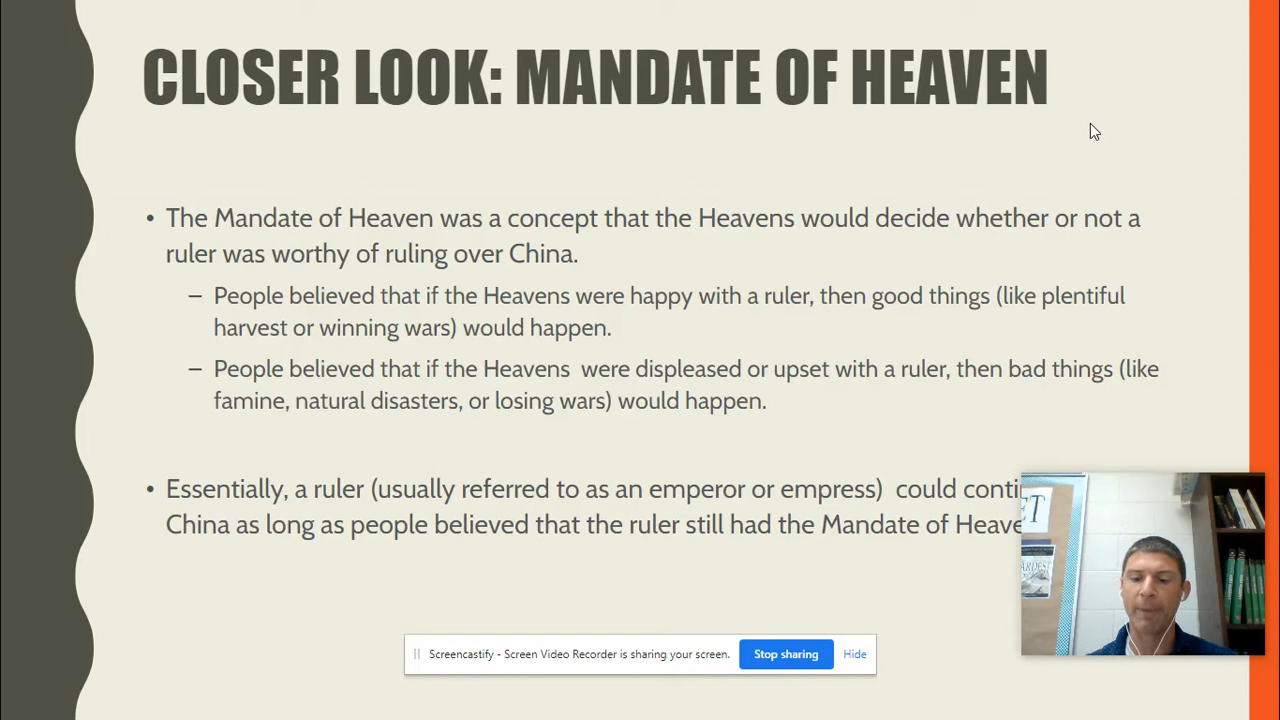 CLOSER LOOK: MANDATE OF HEAVEN
• The Mandate of Heaven was a concept that the Heavens would decide whether or not a
ruler was worthy of ruling over China.
– People believed that if the Heavens were happy with a ruler, then good things (like plentiful
harvest or winning wars) would happen.
– People believed that if the Heavens  were displeased or upset with a ruler, then bad things (like
famine, natural disasters, or losing wars) would happen.
• Essentially, a ruler (usually referred to as an emperor or empress)  could conti
China as long as people believed that the ruler still had the Mandate of Heave
ET
ARDEST
Screencastify - Screen Video Recorder is sharing your screen.
Stop sharing
Hide